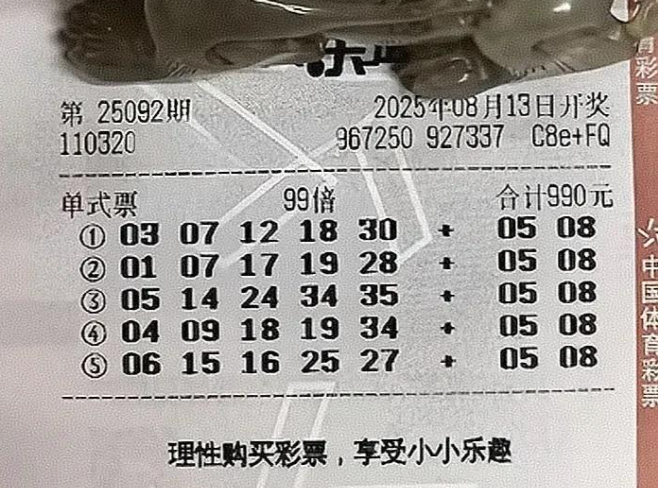 乐
第 25092期 2025年08月13日开奖
110320 967250 927337 C8e+FQ
单式票 99倍 合计990元
① 03 07 12 18 30 + 05 08
② 01 07 17 19 28 + 05 08
③ 05 14 24 34 35 + 05 08
④ 04 09 18 19 34 + 05 08
⑤ 06 15 16 25 27 + 05 08
理性购买彩票，享受小小乐趣
育彩票
中国体育彩票